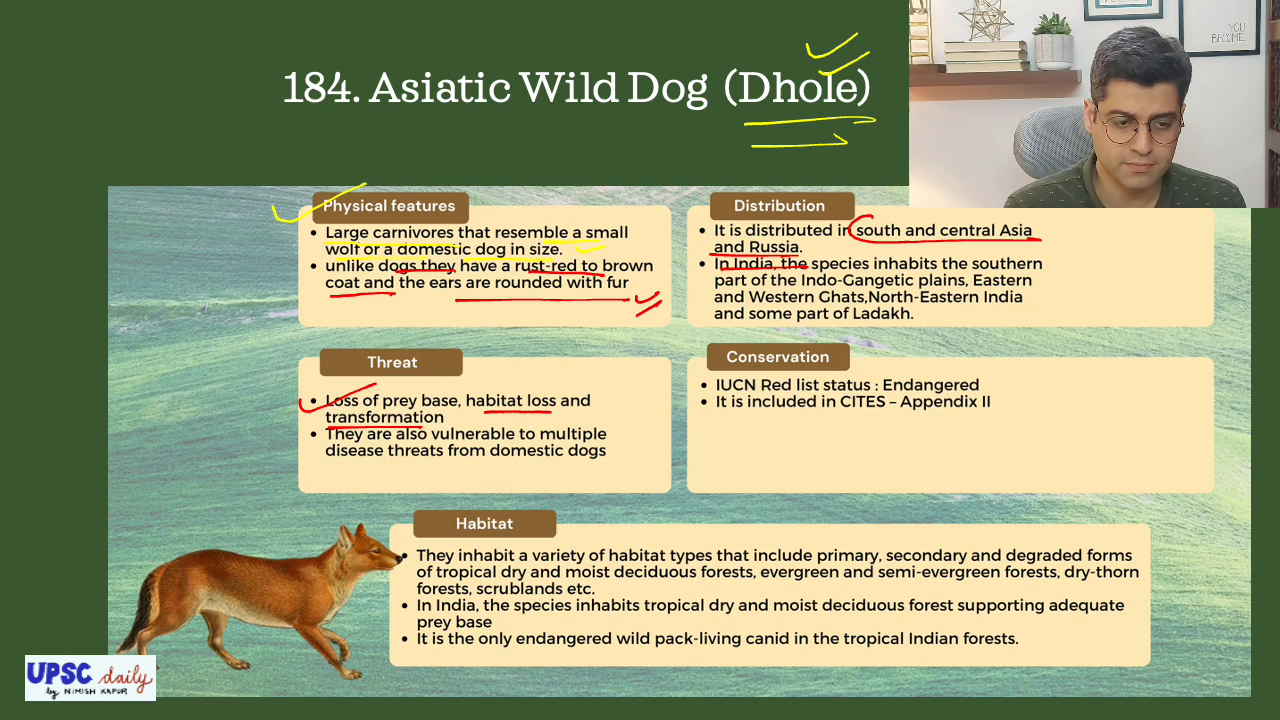 184. Asiatic Wild Dog (Dhole)
YOU
BECOME
Physical features
Large carnivores that resemble a small
wolf or a domestic dog in size.
unlike dogs they have a rust-red to brown
coat and the ears are rounded with fur
Distribution
It is distributed in south and central Asia
and Russia.
In India, the species inhabits the southern
part of the Indo-Gangetic plains, Eastern
and Western Ghats,North-Eastern India
and some part of Ladakh.
Threat
Loss of prey base, habitat loss and
transformation
They are also vulnerable to multiple
disease threats from domestic dogs
Conservation
IUCN Red list status : Endangered
It is included in CITES – Appendix II
Habitat
They inhabit a variety of habitat types that include primary, secondary and degraded forms
of tropical dry and moist deciduous forests, evergreen and semi-evergreen forests, dry-thorn
forests, scrublands etc.
In India, the species inhabits tropical dry and moist deciduous forest supporting adequate
prey base
It is the only endangered wild pack-living canid in the tropical Indian forests.
UPSC daily
by NIMISH KAPUR